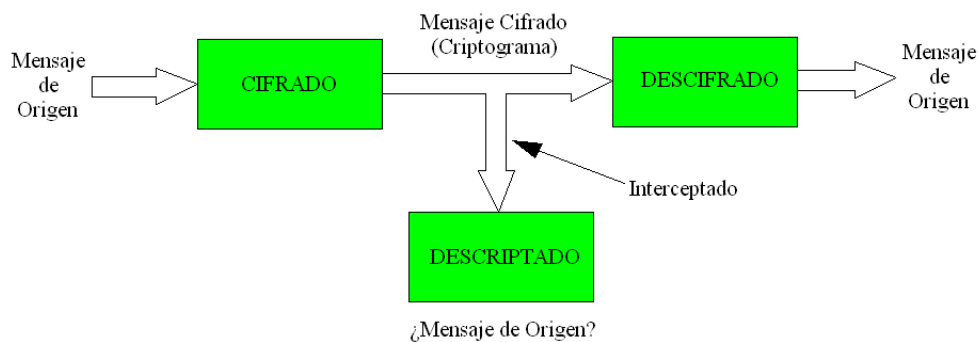 Mensaje
de
Origen
CIFRADO
Mensaje Cifrado
(Criptograma)
DESCIFRADO
Mensaje
de
Origen
Interceptado
DESCRIPTADO
¿Mensaje de Origen?